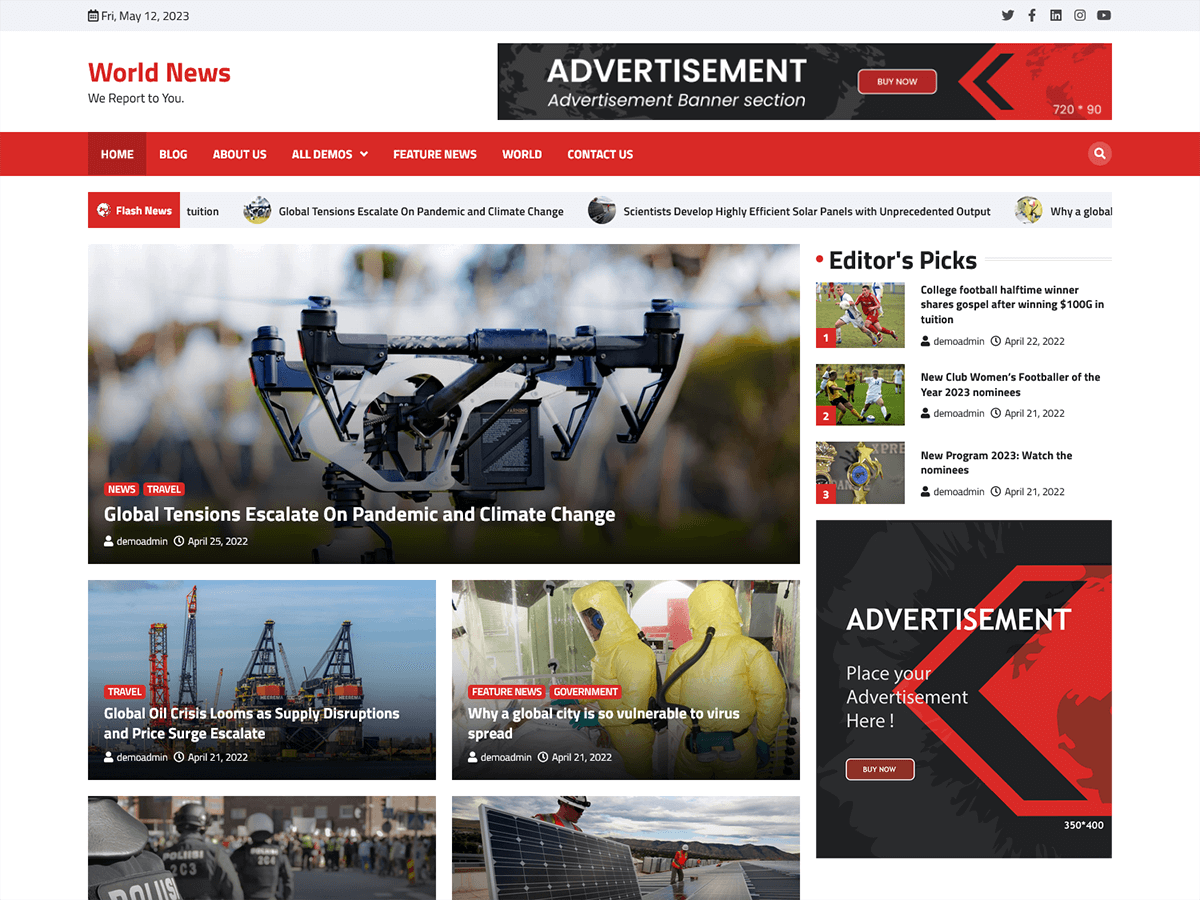 Fri, May 12, 2023
World News
We Report to You.
ADVERTISEMENT
Advertisement Banner section
BUY NOW
720 * 90
HOME BLOG ABOUT US ALL DEMOS FEATURE NEWS WORLD CONTACT US
Flash News
tuition
Global Tensions Escalate On Pandemic and Climate Change
Scientists Develop Highly Efficient Solar Panels with Unprecedented Output
Why a global
NEWS TRAVEL
Global Tensions Escalate On Pandemic and Climate Change
demoadmin April 25, 2022
TRAVEL
Global Oil Crisis Looms as Supply Disruptions
and Price Surge Escalate
demoadmin April 21, 2022
HEEREMA
HEEREMA
FEATURE NEWS GOVERNMENT
Why a global city is so vulnerable to virus
spread
demoadmin April 21, 2022
POLIISI
2C3
POLIISI
2C4
POLIISI
Editor's Picks
1
College football halftime winner
shares gospel after winning $100G in
tuition
demoadmin April 22, 2022
2
New Club Women’s Footballer of the
Year 2023 nominees
demoadmin April 21, 2022
3
New Program 2023: Watch the
nominees
demoadmin April 21, 2022
ADVERTISEMENT
Place your
Advertisement
Here !
BUY NOW
350*400